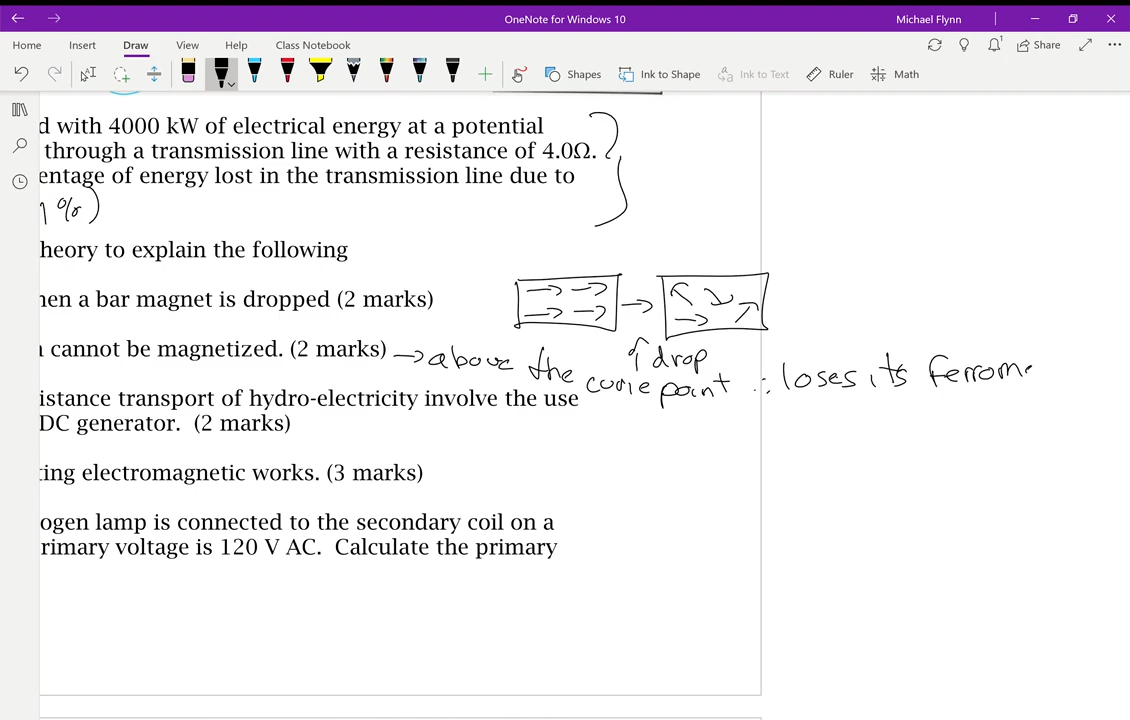 OneNote for Windows 10
Michael Flynn
Home Insert Draw View Help Class Notebook
1 Share
Shapes Ink to Shape Ink to Text Ruler Math
d with 4000 kW of electrical energy at a potential
through a transmission line with a resistance of 4.0Ω.
entage of energy lost in the transmission line due to
%)
heory to explain the following
hen a bar magnet is dropped (2 marks)
drop
cannot be magnetized. (2 marks) → above the curie point ∴ loses its ferrom
istance transport of hydro-electricity involve the use
DC generator. (2 marks)
ting electromagnetic works. (3 marks)
ogen lamp is connected to the secondary coil on a
rimary voltage is 120 V AC. Calculate the primary